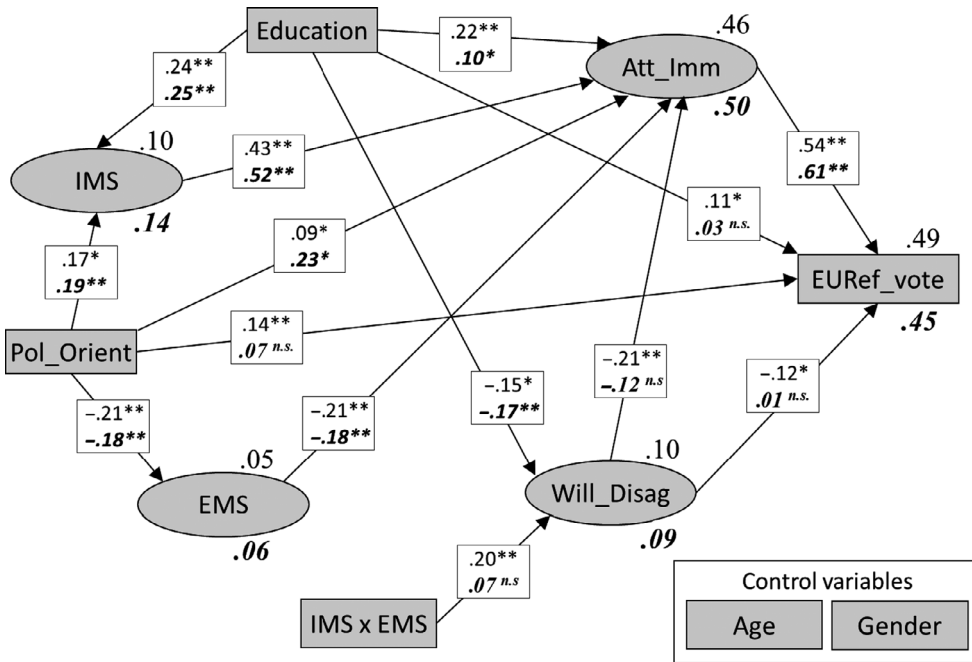 Education
.22**
.10*
.46
Att_Imm
.50
.24**
.25**
.10
IMS
.14
.43**
.52**
.54**
.61**
.17*
.19**
.09*
.23*
.11*
.03 n.s.
.49
EURef_vote
.45
Pol_Orient
.14**
.07 n.s.
−.21**
−.18**
−.21**
−.18**
−.15*
−.17**
−.21**
−.12 n.s
−.12*
.01 n.s.
.05
EMS
.06
.10
Will_Disag
.09
.20**
.07 n.s
IMS x EMS
Control variables
Age
Gender